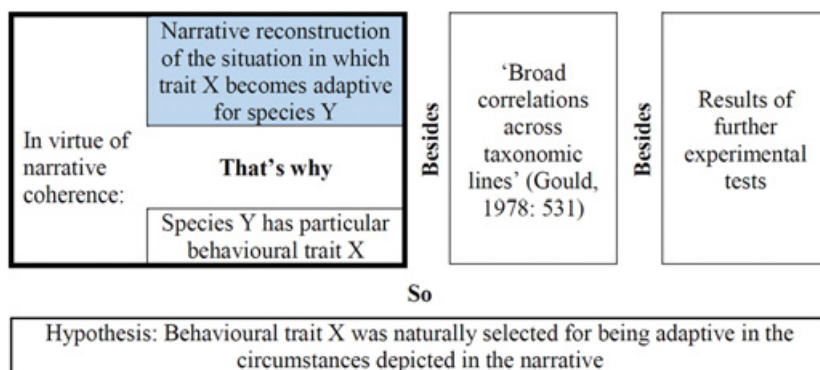 Narrative reconstruction
of the situation in which
trait X becomes adaptive
for species Y
In virtue of
narrative
coherence:
That's why
Species Y has particular
behavioural trait X
Besides
‘Broad
correlations
across
taxonomic
lines’ (Gould,
1978: 531)
Besides
Results of
further
experimental
tests
So
Hypothesis: Behavioural trait X was naturally selected for being adaptive in the
circumstances depicted in the narrative